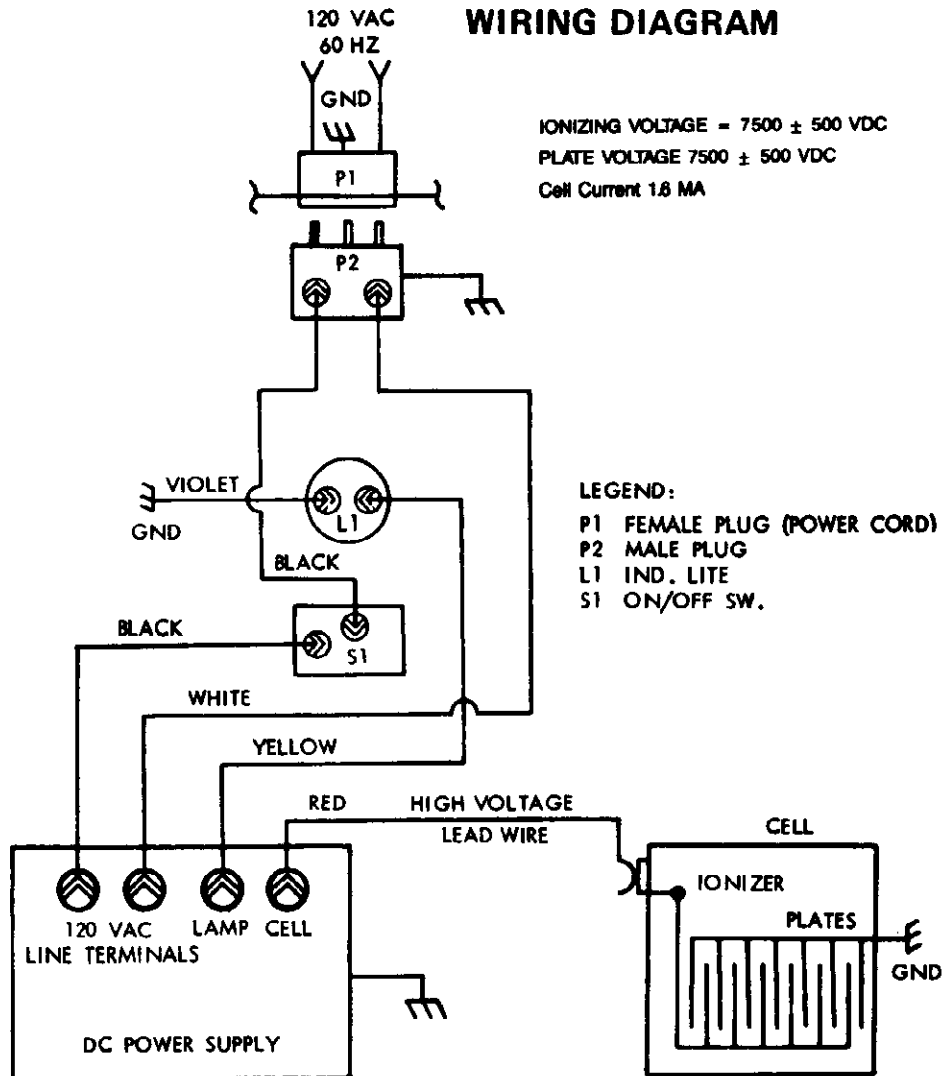 120 VAC
60 HZ
WIRING DIAGRAM
GND
P1
IONIZING VOLTAGE = 7500 ± 500 VDC
PLATE VOLTAGE 7500 ± 500 VDC
Cell Current 1.6 MA
P2
VIOLET
GND
L1
LEGEND:
P1 FEMALE PLUG (POWER CORD)
P2 MALE PLUG
L1 IND. LITE
S1 ON/OFF SW.
BLACK
BLACK
S1
WHITE
YELLOW
RED HIGH VOLTAGE
LEAD WIRE
CELL
IONIZER
PLATES
GND
120 VAC
LINE TERMINALS
LAMP
CELL
DC POWER SUPPLY